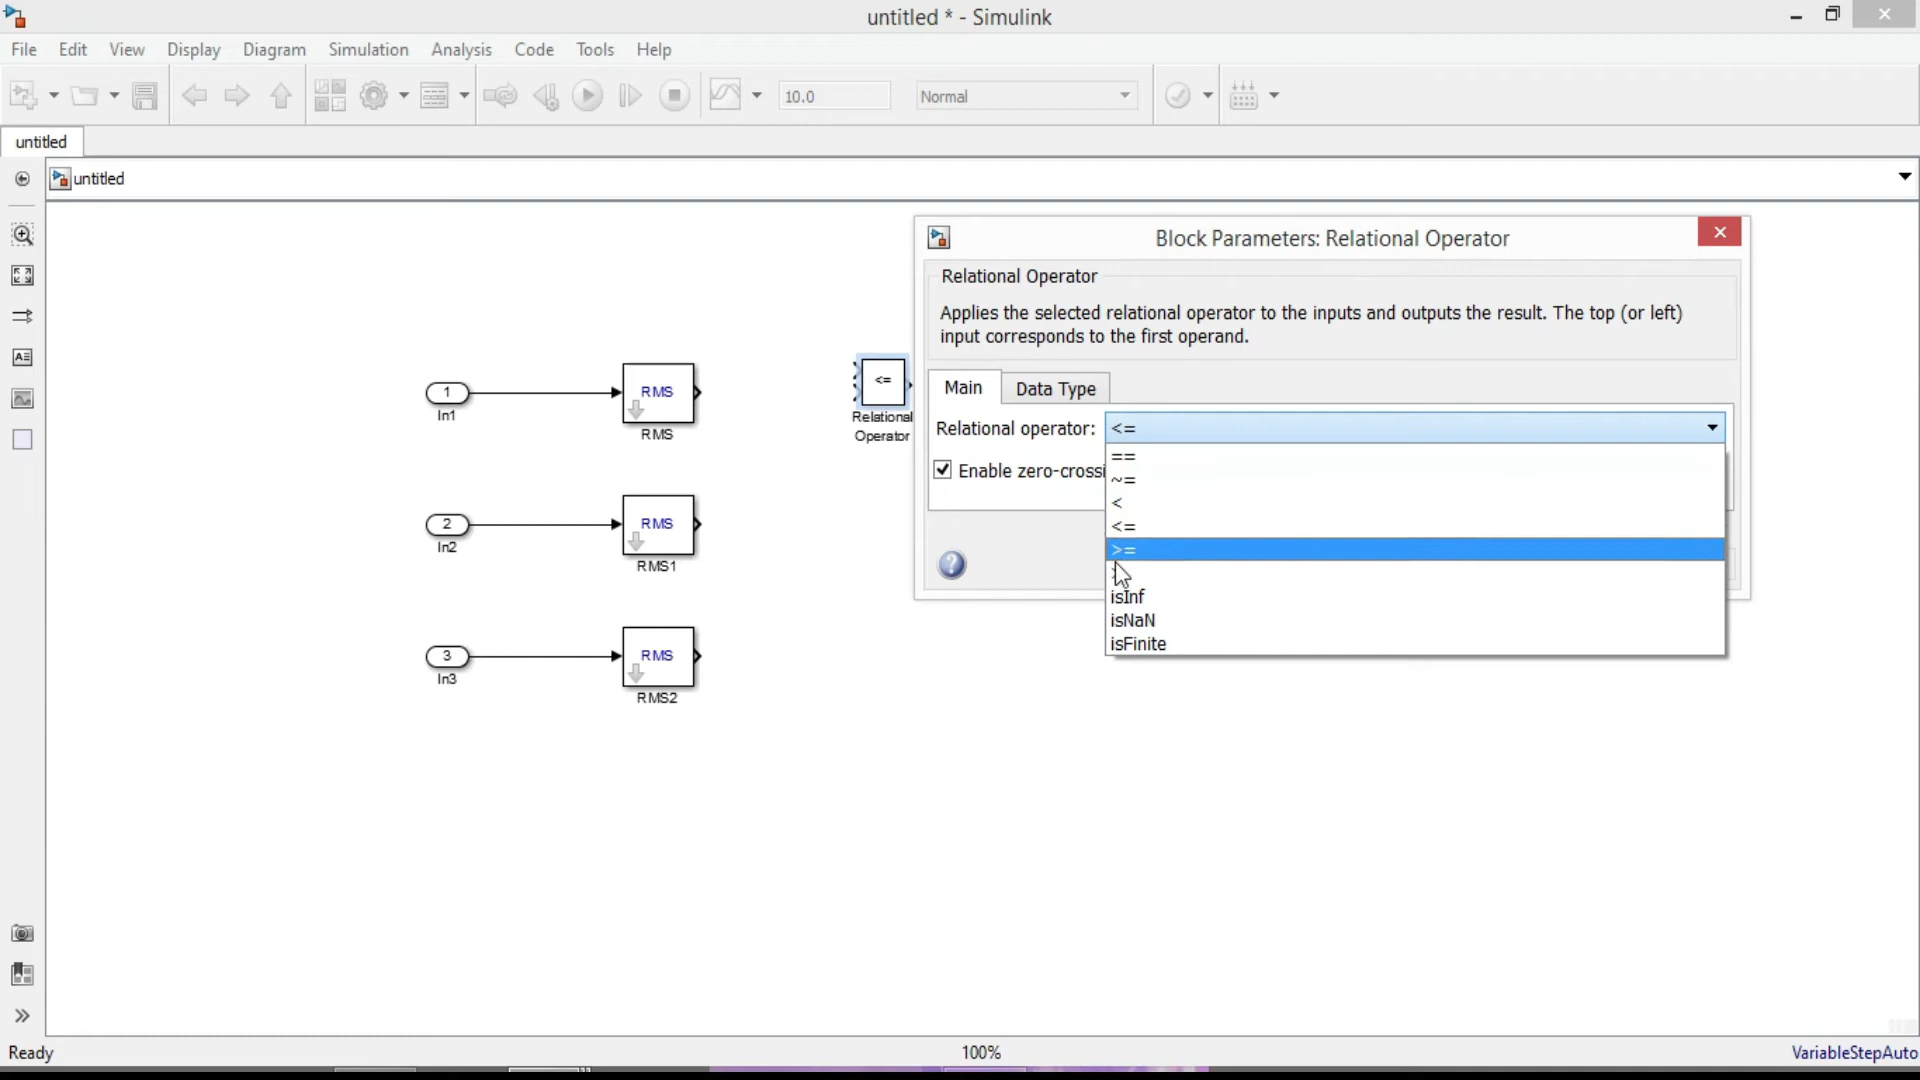 untitled * - Simulink
File Edit View Display Diagram Simulation Analysis Code Tools Help
10.0 Normal
untitled
untitled
Block Parameters: Relational Operator
Relational Operator
Applies the selected relational operator to the inputs and outputs the result. The top (or left)
input corresponds to the first operand.
Main Data Type
Relational operator: <=
Enable zero-crossi
==
~=
<
<=
>=
isInf
isNaN
isFinite
1
In1
RMS
RMS
<=
Relational
Operator
2
In2
RMS
RMS1
3
In3
RMS
RMS2
Ready 100% VariableStepAuto